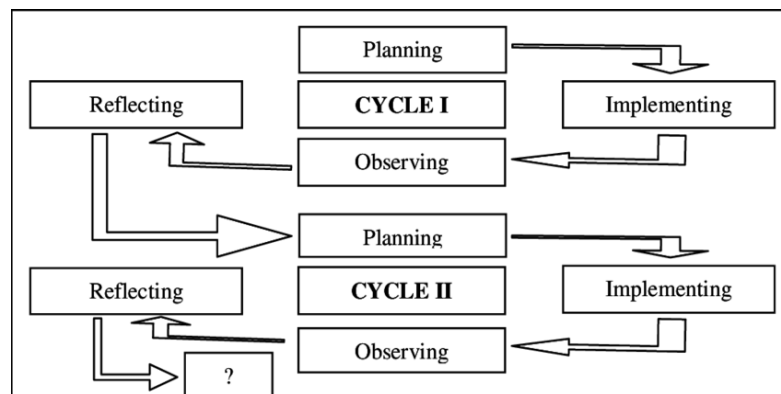 Planning
Reflecting
CYCLE I
Implementing
Observing
Planning
Reflecting
CYCLE II
Implementing
Observing
?